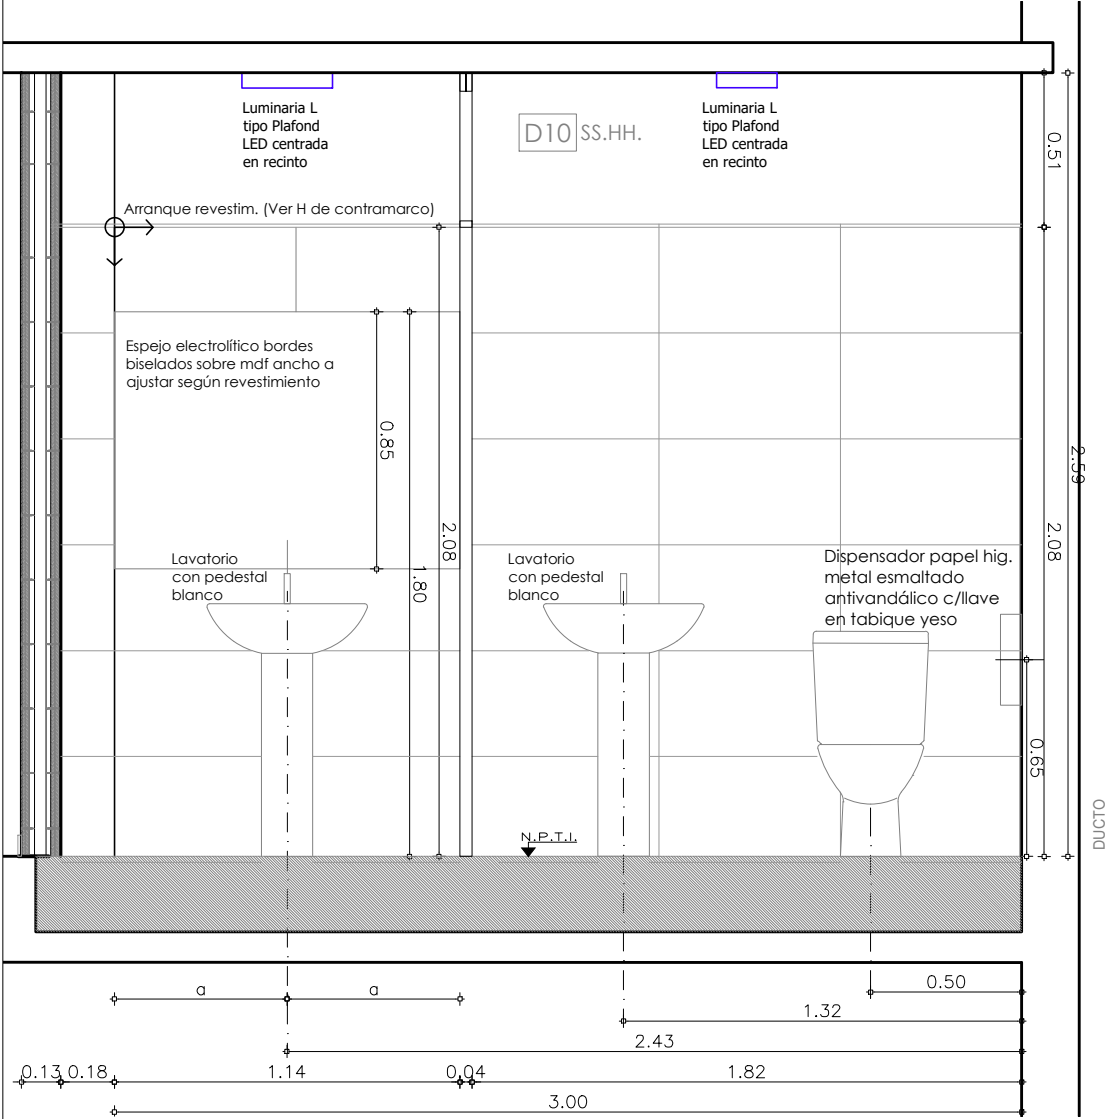 Luminaria L
tipo Plafond
LED centrada
en recinto
D10 SS.HH.
Luminaria L
tipo Plafond
LED centrada
en recinto
0.51
Arranque revestim. (Ver H de contramarco)
Espejo electrolítico bordes
biselados sobre mdf ancho a
ajustar según revestimiento
0.85
2.59
2.08
2.08
1.80
Lavatorio
con pedestal
blanco
Lavatorio
con pedestal
blanco
Dispensador papel hig.
metal esmaltado
antivandálico c/llave
en tabique yeso
0.65
DUCTO
N.P.T.I.
a
a
0.50
1.32
2.43
0.13
0.18
1.14
0.04
1.82
3.00